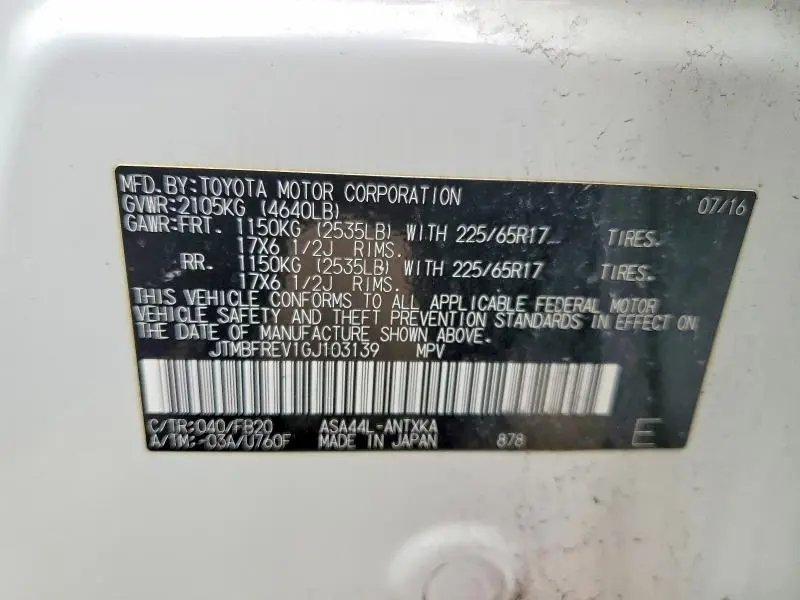 MFD.BY:TOYOTA MOTOR CORPORATION 07/16
GVWR:2105KG (4640LB)
GAWR:FRT. 1150KG (2535LB) WITH 225/65R17 TIRES.
17X6 1/2J RIMS.
RR. 1150KG (2535LB) WITH 225/65R17 TIRES.
17X6 1/2J RIMS.
THIS VEHICLE CONFORMS TO ALL APPLICABLE FEDERAL MOTOR
VEHICLE SAFETY AND THEFT PREVENTION STANDARDS IN EFFECT ON
THE DATE OF MANUFACTURE SHOWN ABOVE.
JTMBFREV1GJ103139 MPV
C/TR:040/FB20 ASA44L-ANTXKA
A/TM:-03A/U760F MADE IN JAPAN 878 E